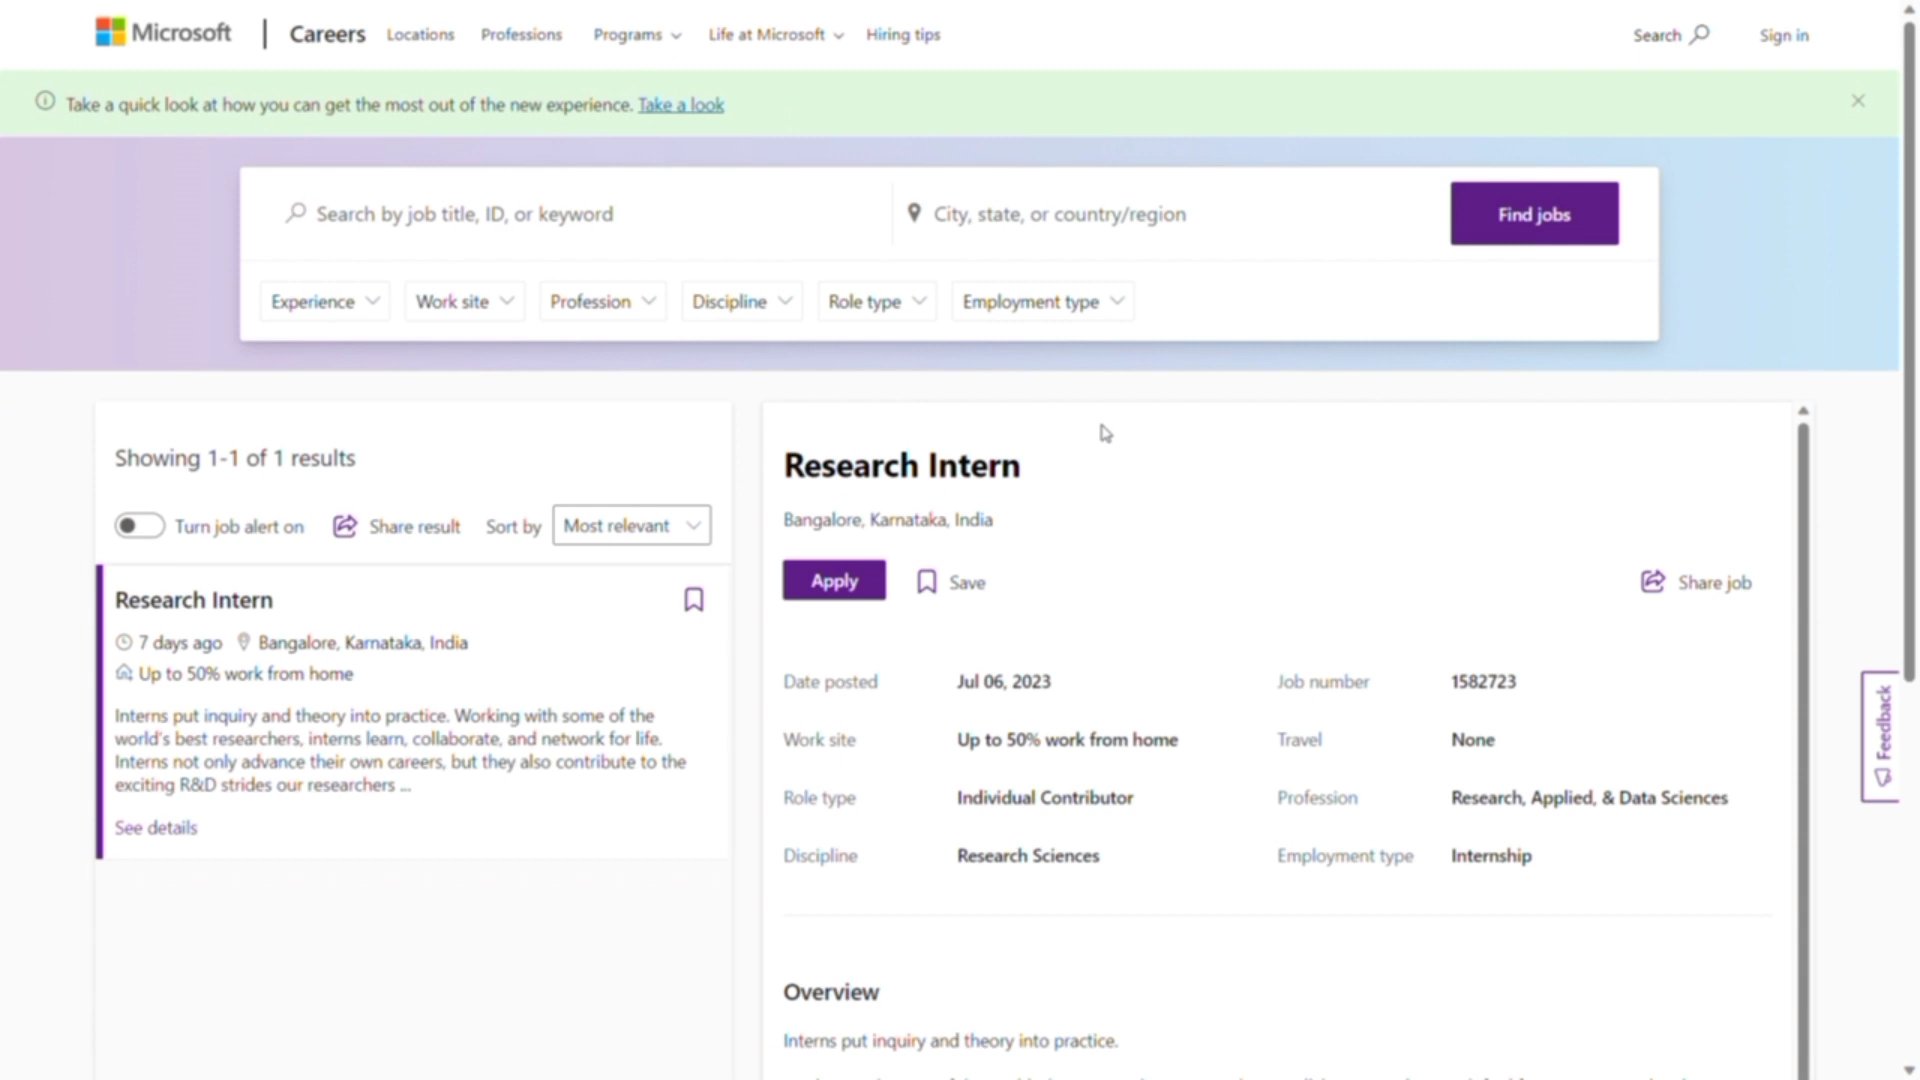 Microsoft | Careers Locations Professions Programs Life at Microsoft Hiring tips Search Sign in
Take a quick look at how you can get the most out of the new experience. Take a look
Search by job title, ID, or keyword City, state, or country/region Find jobs
Experience Work site Profession Discipline Role type Employment type
Showing 1-1 of 1 results
Turn job alert on Share result Sort by Most relevant
Research Intern
7 days ago Bangalore, Karnataka, India
Up to 50% work from home
Interns put inquiry and theory into practice. Working with some of the
world's best researchers, interns learn, collaborate, and network for life.
Interns not only advance their own careers, but they also contribute to the
exciting R&D strides our researchers ...
See details
Research Intern
Bangalore, Karnataka, India
Apply Save Share job
Date posted Jul 06, 2023 Job number 1582723
Work site Up to 50% work from home Travel None
Role type Individual Contributor Profession Research, Applied, & Data Sciences
Discipline Research Sciences Employment type Internship
Overview
Interns put inquiry and theory into practice.
Feedback